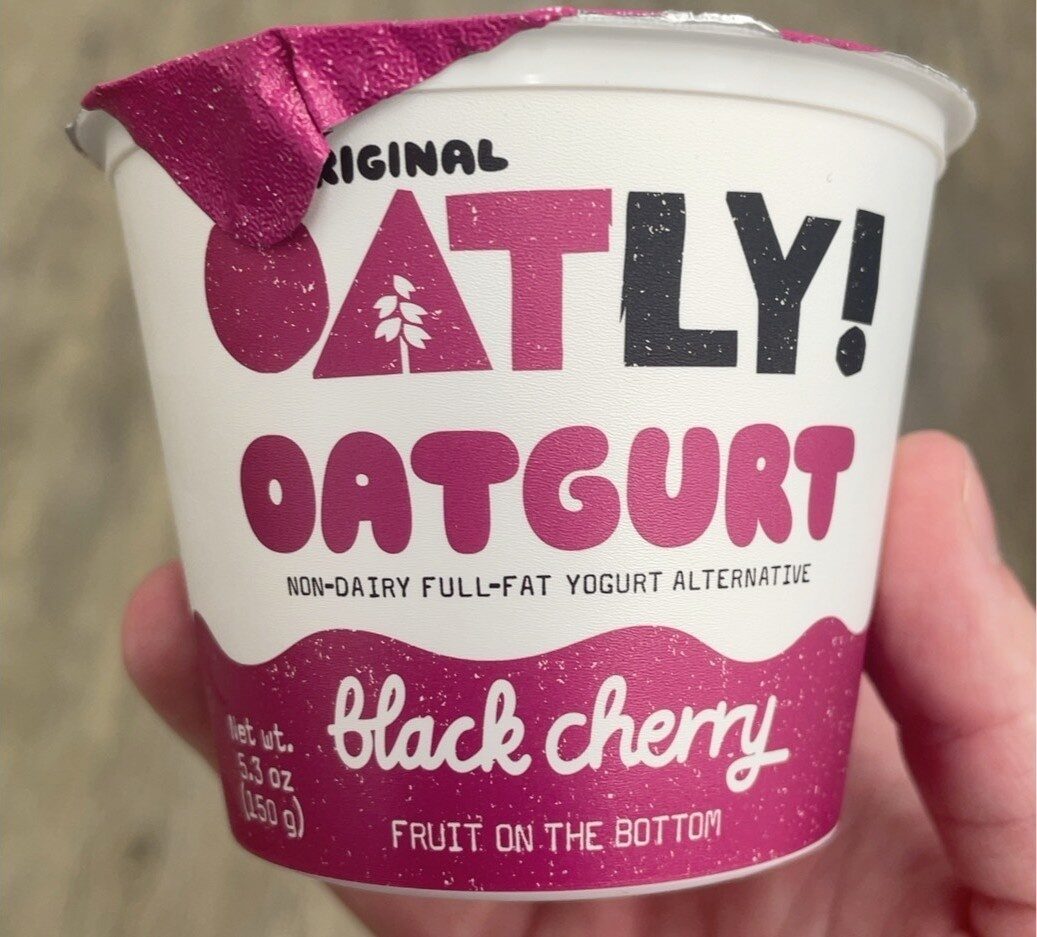 RIGINAL
OATLY!
OATGURT
NON-DAIRY FULL-FAT YOGURT ALTERNATIVE
black cherry
Net wt.
5.3 oz
(150 g)
FRUIT ON THE BOTTOM